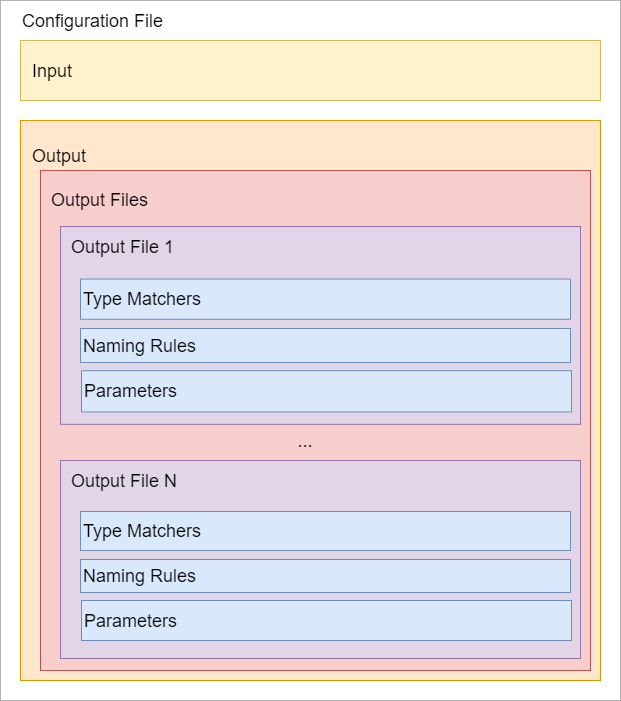 Configuration File
Input
Output
Output Files
Output File 1
Type Matchers
Naming Rules
Parameters
...
Output File N
Type Matchers
Naming Rules
Parameters